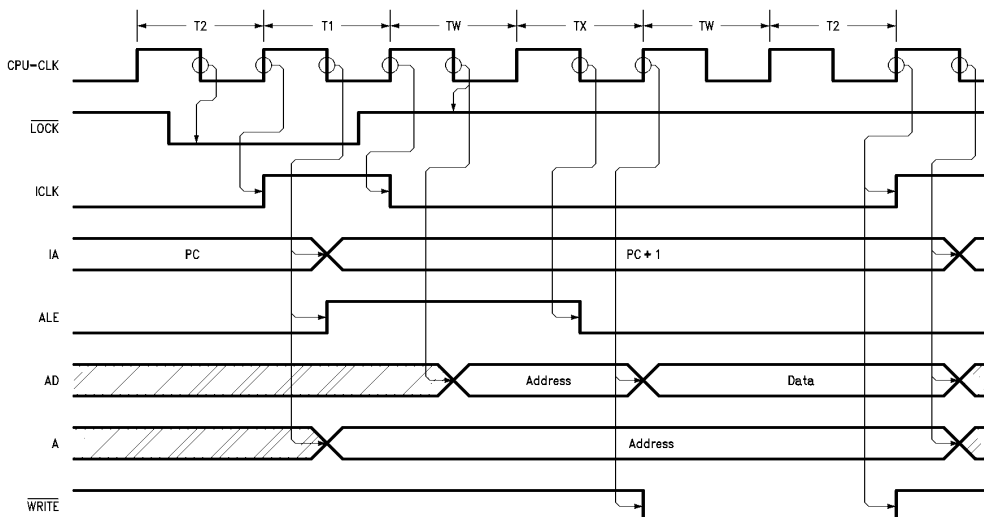 T2 T1 TW TX TW T2
CPU-CLK
LOCK
ICLK
IA PC PC + 1
ALE
AD Address Data
A Address
WRITE